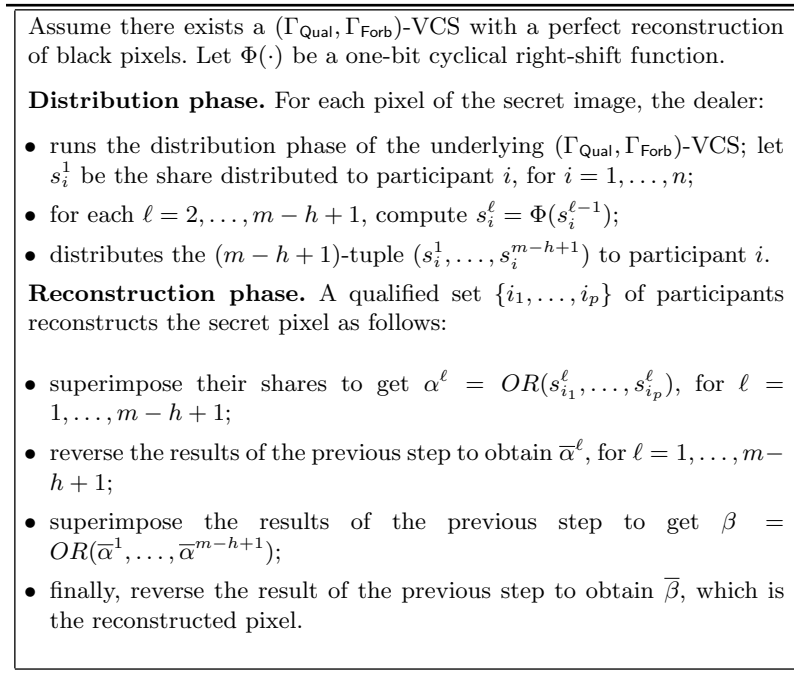 Assume there exists a (Γ_Qual, Γ_Forb)-VCS with a perfect reconstruction
of black pixels. Let Φ(·) be a one-bit cyclical right-shift function.
Distribution phase. For each pixel of the secret image, the dealer:
• runs the distribution phase of the underlying (Γ_Qual, Γ_Forb)-VCS; let
s_i^1 be the share distributed to participant i, for i = 1, . . . , n;
• for each ℓ = 2, . . . , m − h + 1, compute s_i^ℓ = Φ(s_i^{ℓ−1});
• distributes the (m − h + 1)-tuple (s_i^1, . . . , s_i^{m−h+1}) to participant i.
Reconstruction phase. A qualified set {i_1, . . . , i_p} of participants
reconstructs the secret pixel as follows:
• superimpose their shares to get α^ℓ = OR(s_{i_1}^ℓ, . . . , s_{i_p}^ℓ), for ℓ =
1, . . . , m − h + 1;
• reverse the results of the previous step to obtain α̅^ℓ, for ℓ = 1, . . . , m−
h + 1;
• superimpose the results of the previous step to get β =
OR(α̅^1, . . . , α̅^{m−h+1});
• finally, reverse the result of the previous step to obtain β̅, which is
the reconstructed pixel.